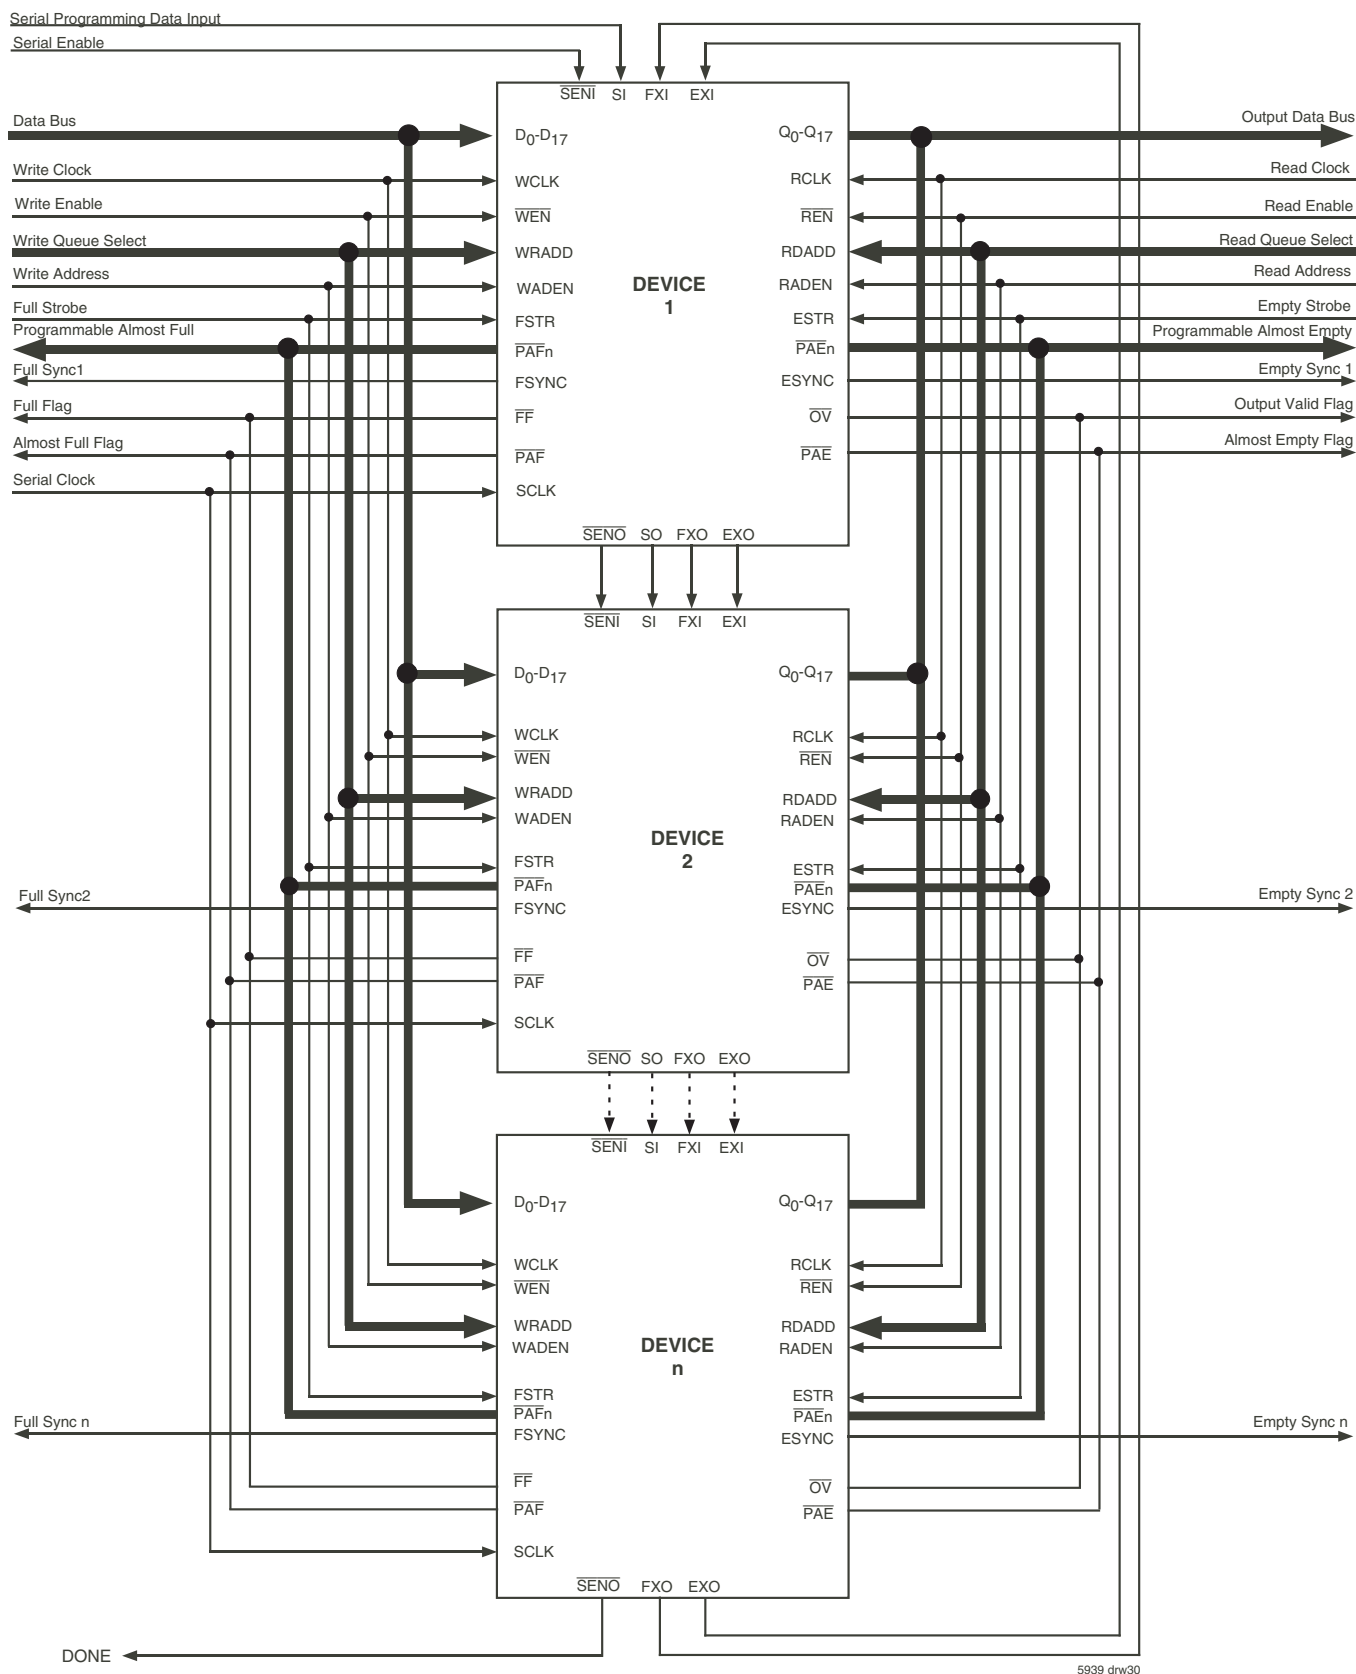 Serial Programming Data Input
Serial Enable
SENI SI FXI EXI
Data Bus
D0-D17
Q0-Q17
Output Data Bus
Write Clock
WCLK
RCLK
Read Clock
Write Enable
WEN
REN
Read Enable
Write Queue Select
WRADD
RDADD
Read Queue Select
Write Address
WADEN
DEVICE
1
RADEN
Read Address
Full Strobe
FSTR
ESTR
Empty Strobe
Programmable Almost Full
PAFn
PAEn
Programmable Almost Empty
Full Sync1
FSYNC
ESYNC
Empty Sync 1
Full Flag
FF
OV
Output Valid Flag
Almost Full Flag
PAF
PAE
Almost Empty Flag
Serial Clock
SCLK
SENO SO FXO EXO
SENI SI FXI EXI
D0-D17
Q0-Q17
WCLK
RCLK
WEN
REN
WRADD
RDADD
WADEN
RADEN
DEVICE
2
FSTR
ESTR
PAFn
PAEn
Full Sync2
FSYNC
ESYNC
Empty Sync 2
FF
OV
PAF
PAE
SCLK
SENO SO FXO EXO
SENI SI FXI EXI
D0-D17
Q0-Q17
WCLK
RCLK
WEN
REN
WRADD
RDADD
WADEN
RADEN
DEVICE
n
FSTR
ESTR
PAFn
PAEn
Full Sync n
FSYNC
ESYNC
Empty Sync n
FF
OV
PAF
PAE
SCLK
SENO FXO EXO
DONE
5939 drw30